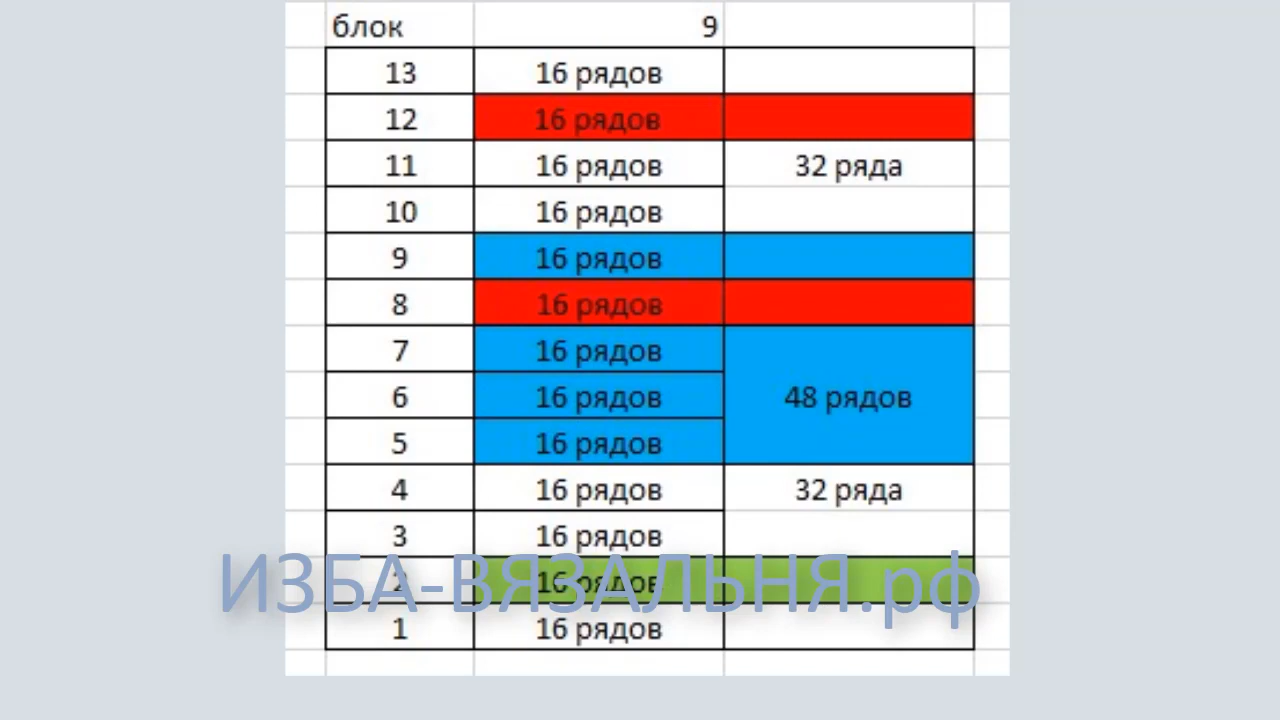 блок 9
13 16 рядов
12 16 рядов
11 16 рядов 32 ряда
10 16 рядов
9 16 рядов
8 16 рядов
7 16 рядов
6 16 рядов 48 рядов
5 16 рядов
4 16 рядов 32 ряда
3 16 рядов
2 16 рядов
ИЗБА-ВЯЗАЛЬНЯ.рф
1 16 рядов